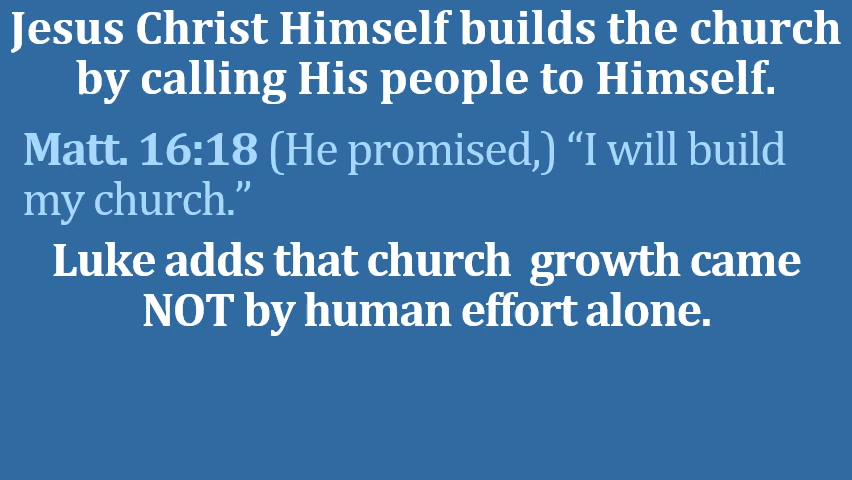 Jesus Christ Himself builds the church
by calling His people to Himself.
Matt. 16:18 (He promised,) “I will build
my church.”
Luke adds that church  growth came
NOT by human effort alone.